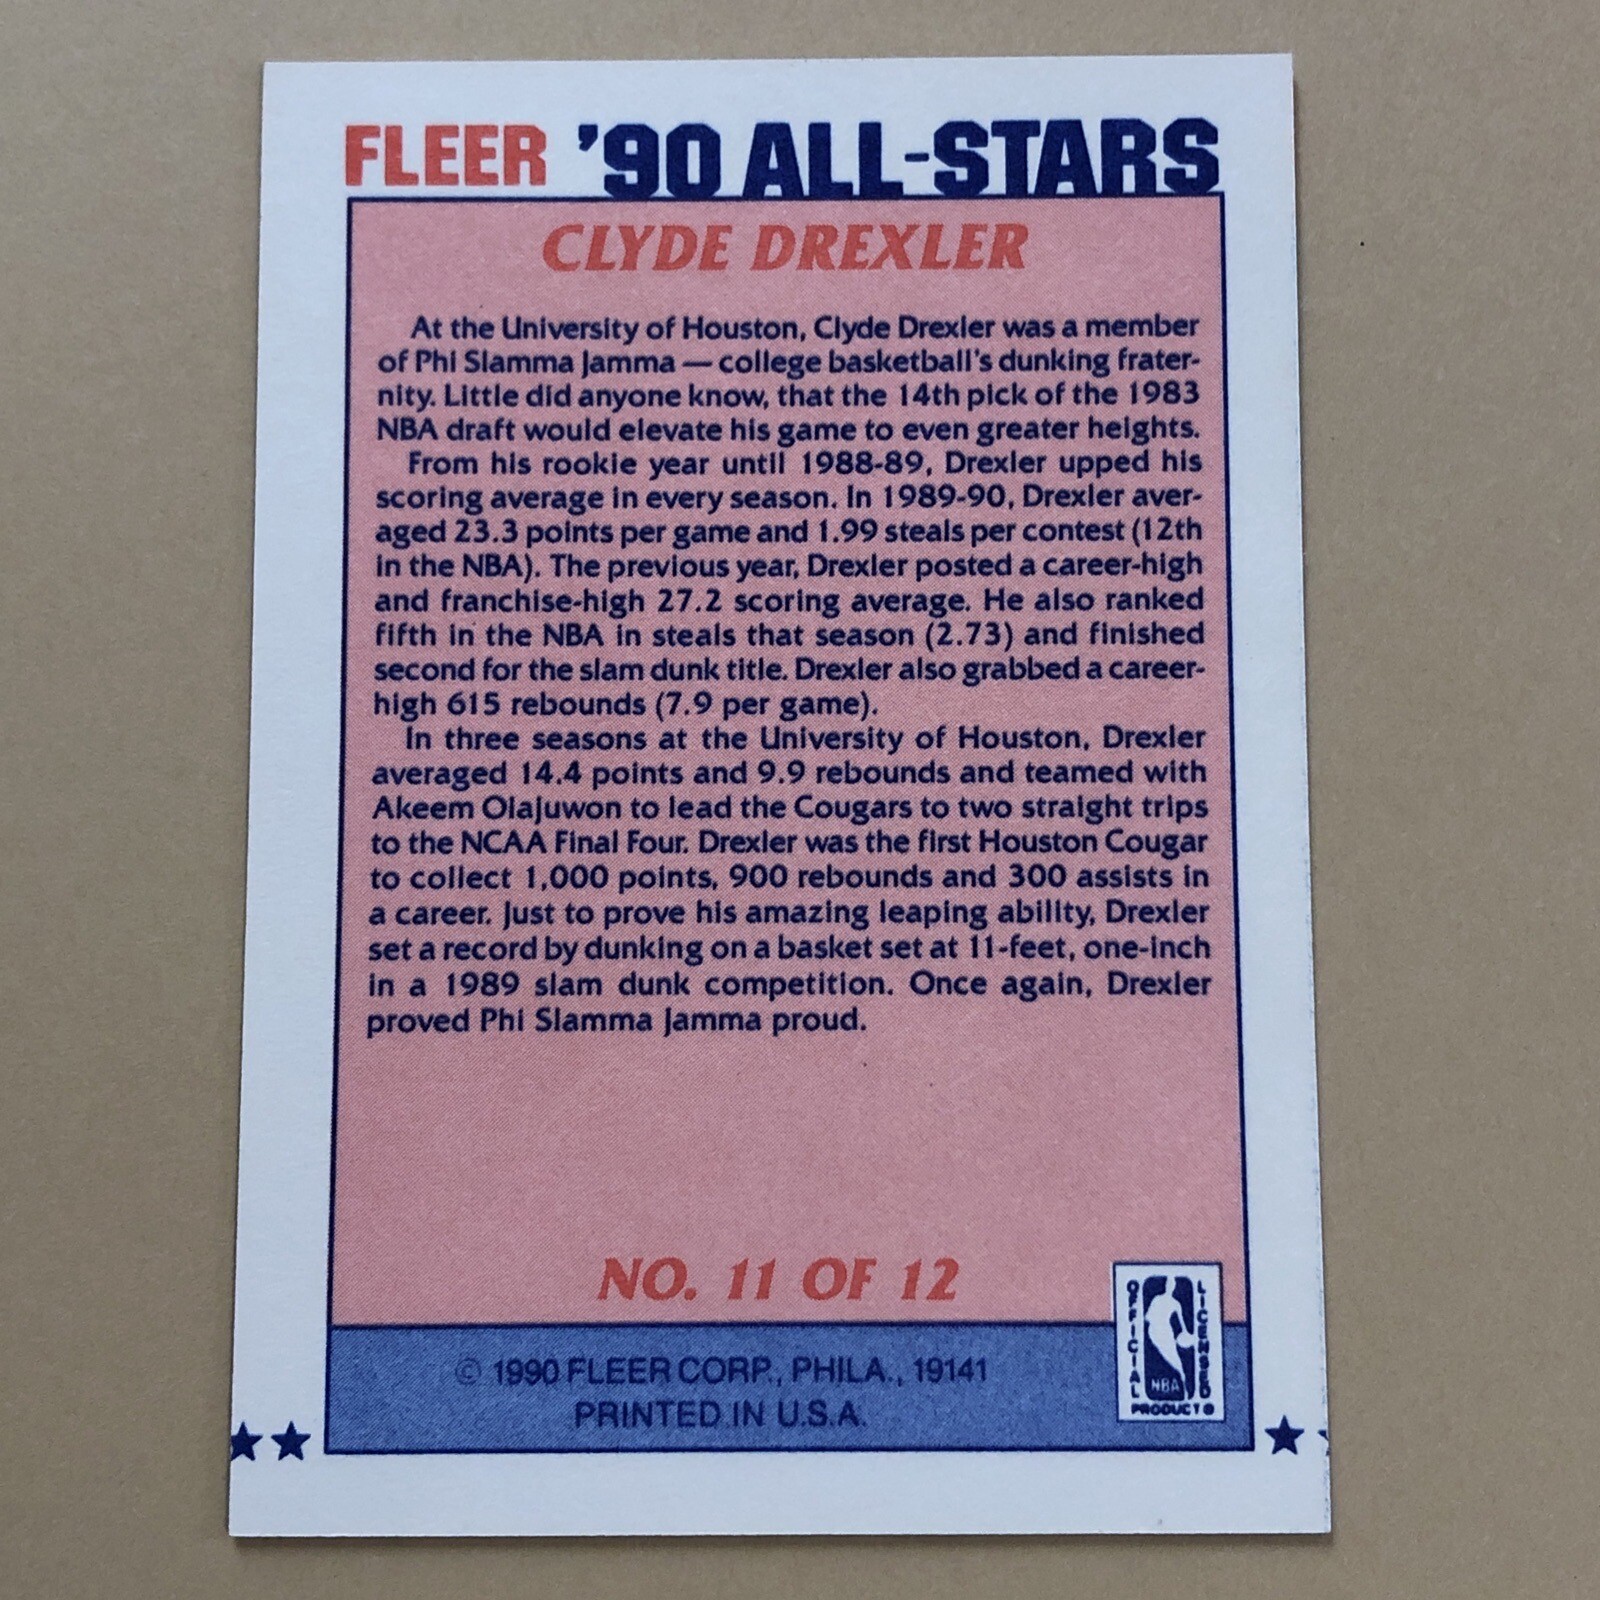 FLEER '90 ALL-STARS
CLYDE DREXLER
At the University of Houston, Clyde Drexler was a member
of Phi Slamma Jamma — college basketball's dunking frater-
nity. Little did anyone know, that the 14th pick of the 1983
NBA draft would elevate his game to even greater heights.
From his rookie year until 1988-89, Drexler upped his
scoring average in every season. In 1989-90, Drexler aver-
aged 23.3 points per game and 1.99 steals per contest (12th
in the NBA). The previous year, Drexler posted a career-high
and franchise-high 27.2 scoring average. He also ranked
fifth in the NBA in steals that season (2.73) and finished
second for the slam dunk title. Drexler also grabbed a career-
high 615 rebounds (7.9 per game).
In three seasons at the University of Houston, Drexler
averaged 14.4 points and 9.9 rebounds and teamed with
Akeem Olajuwon to lead the Cougars to two straight trips
to the NCAA Final Four. Drexler was the first Houston Cougar
to collect 1,000 points, 900 rebounds and 300 assists in
a career. Just to prove his amazing leaping ability, Drexler
set a record by dunking on a basket set at 11-feet, one-inch
in a 1989 slam dunk competition. Once again, Drexler
proved Phi Slamma Jamma proud.
NO. 11 OF 12
OFFICIAL
LICENSED
NBA
PRODUCT®
© 1990 FLEER CORP., PHILA., 19141
PRINTED IN U.S.A.